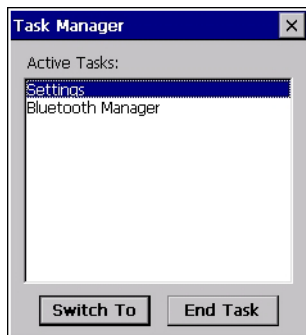 Task Manager
Active Tasks:
Settings
Bluetooth Manager
Switch To
End Task